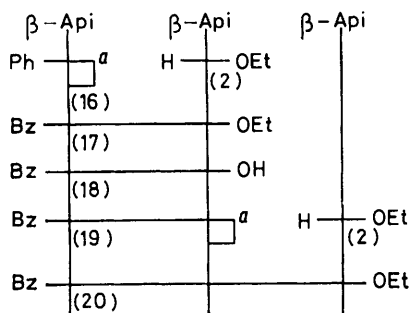 β-Api β-Api β-Api
Ph a H OEt
(16) (2)
Bz OEt
(17)
Bz OH
(18)
Bz a H OEt
(19) (2)
Bz OEt
(20)